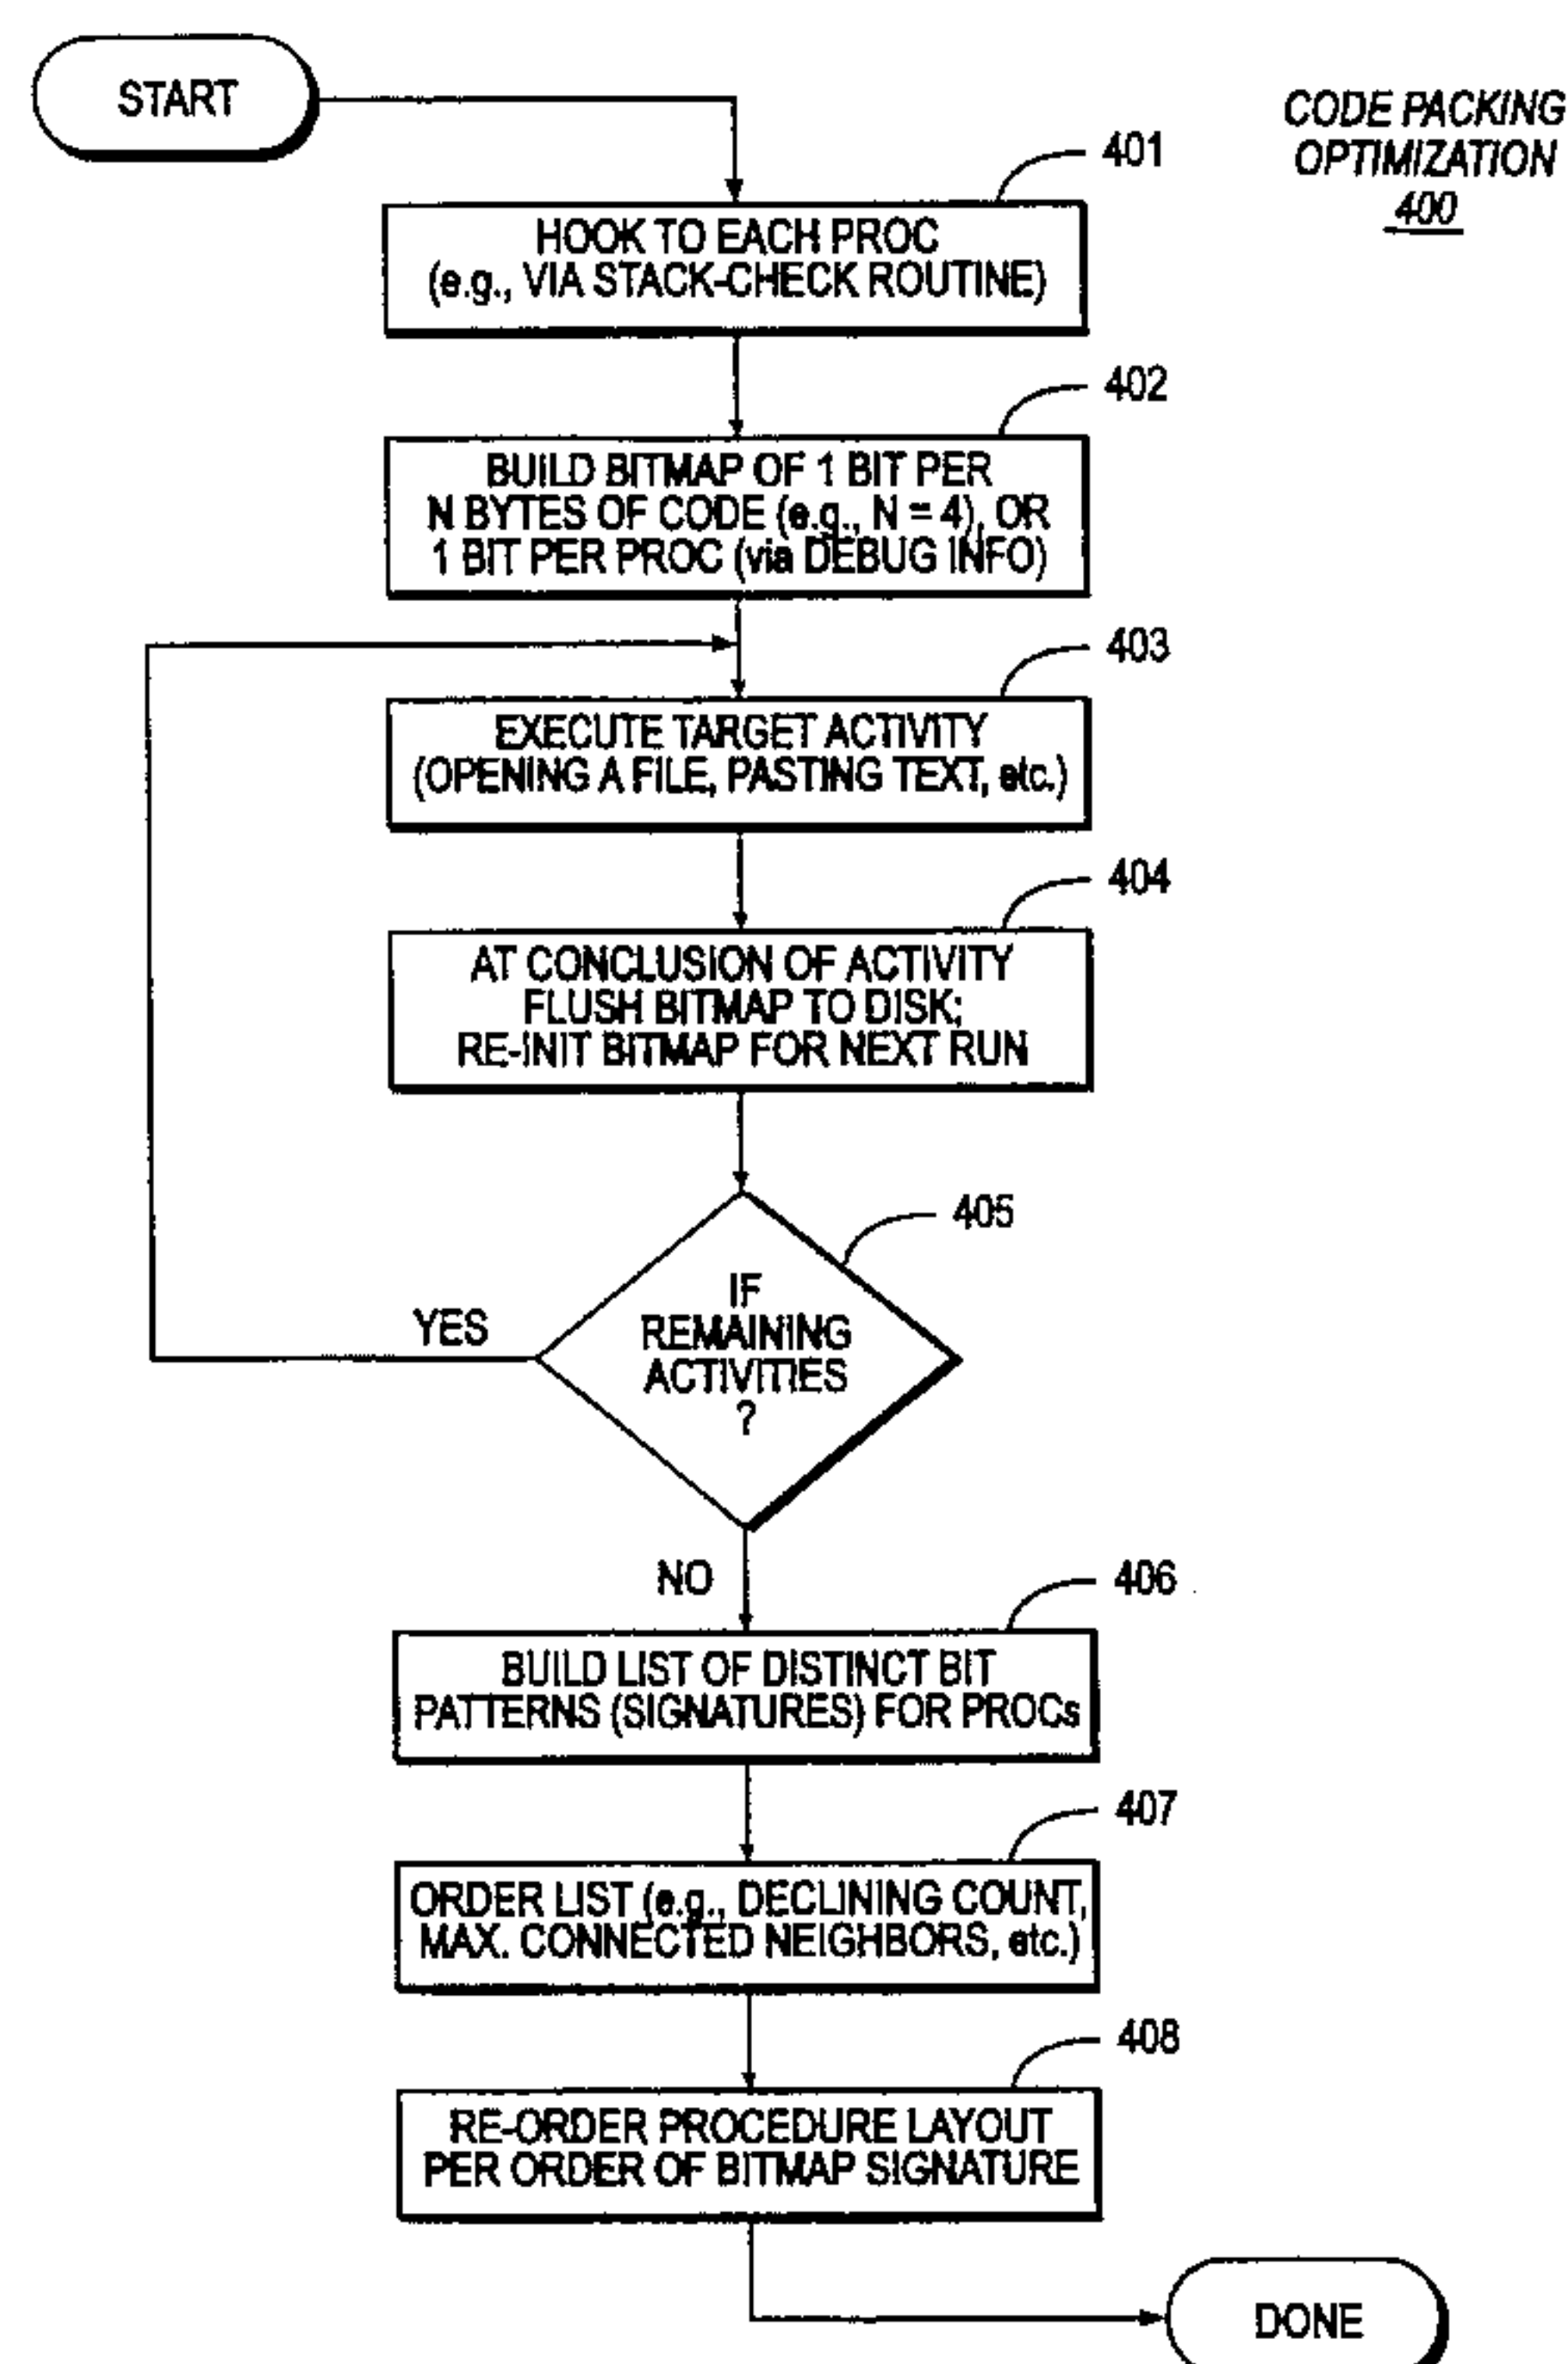 START
CODE PACKING
OPTIMIZATION
400
401
HOOK TO EACH PROC
(e.g., VIA STACK-CHECK ROUTINE)
402
BUILD BITMAP OF 1 BIT PER
N BYTES OF CODE (e.g., N = 4), OR
1 BIT PER PROC (via DEBUG INFO)
403
EXECUTE TARGET ACTIVITY
(OPENING A FILE, PASTING TEXT, etc.)
404
AT CONCLUSION OF ACTIVITY
FLUSH BITMAP TO DISK;
RE-INIT BITMAP FOR NEXT RUN
405
IF
REMAINING
ACTIVITIES
?
YES
NO
406
BUILD LIST OF DISTINCT BIT
PATTERNS (SIGNATURES) FOR PROCs
407
ORDER LIST (e.g., DECLINING COUNT,
MAX. CONNECTED NEIGHBORS, etc.)
408
RE-ORDER PROCEDURE LAYOUT
PER ORDER OF BITMAP SIGNATURE
DONE